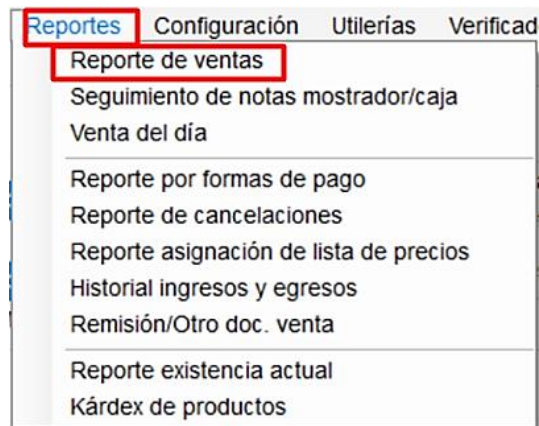 Reportes Configuración Utilerías
Reporte de ventas
Seguimiento de notas mostrador/caja
Venta del día
Reporte por formas de pago
Reporte de cancelaciones
Reporte asignación de lista de precios
Historial ingresos y egresos
Remisión/Otro doc. venta
Reporte existencia actual
Kárdex de productos